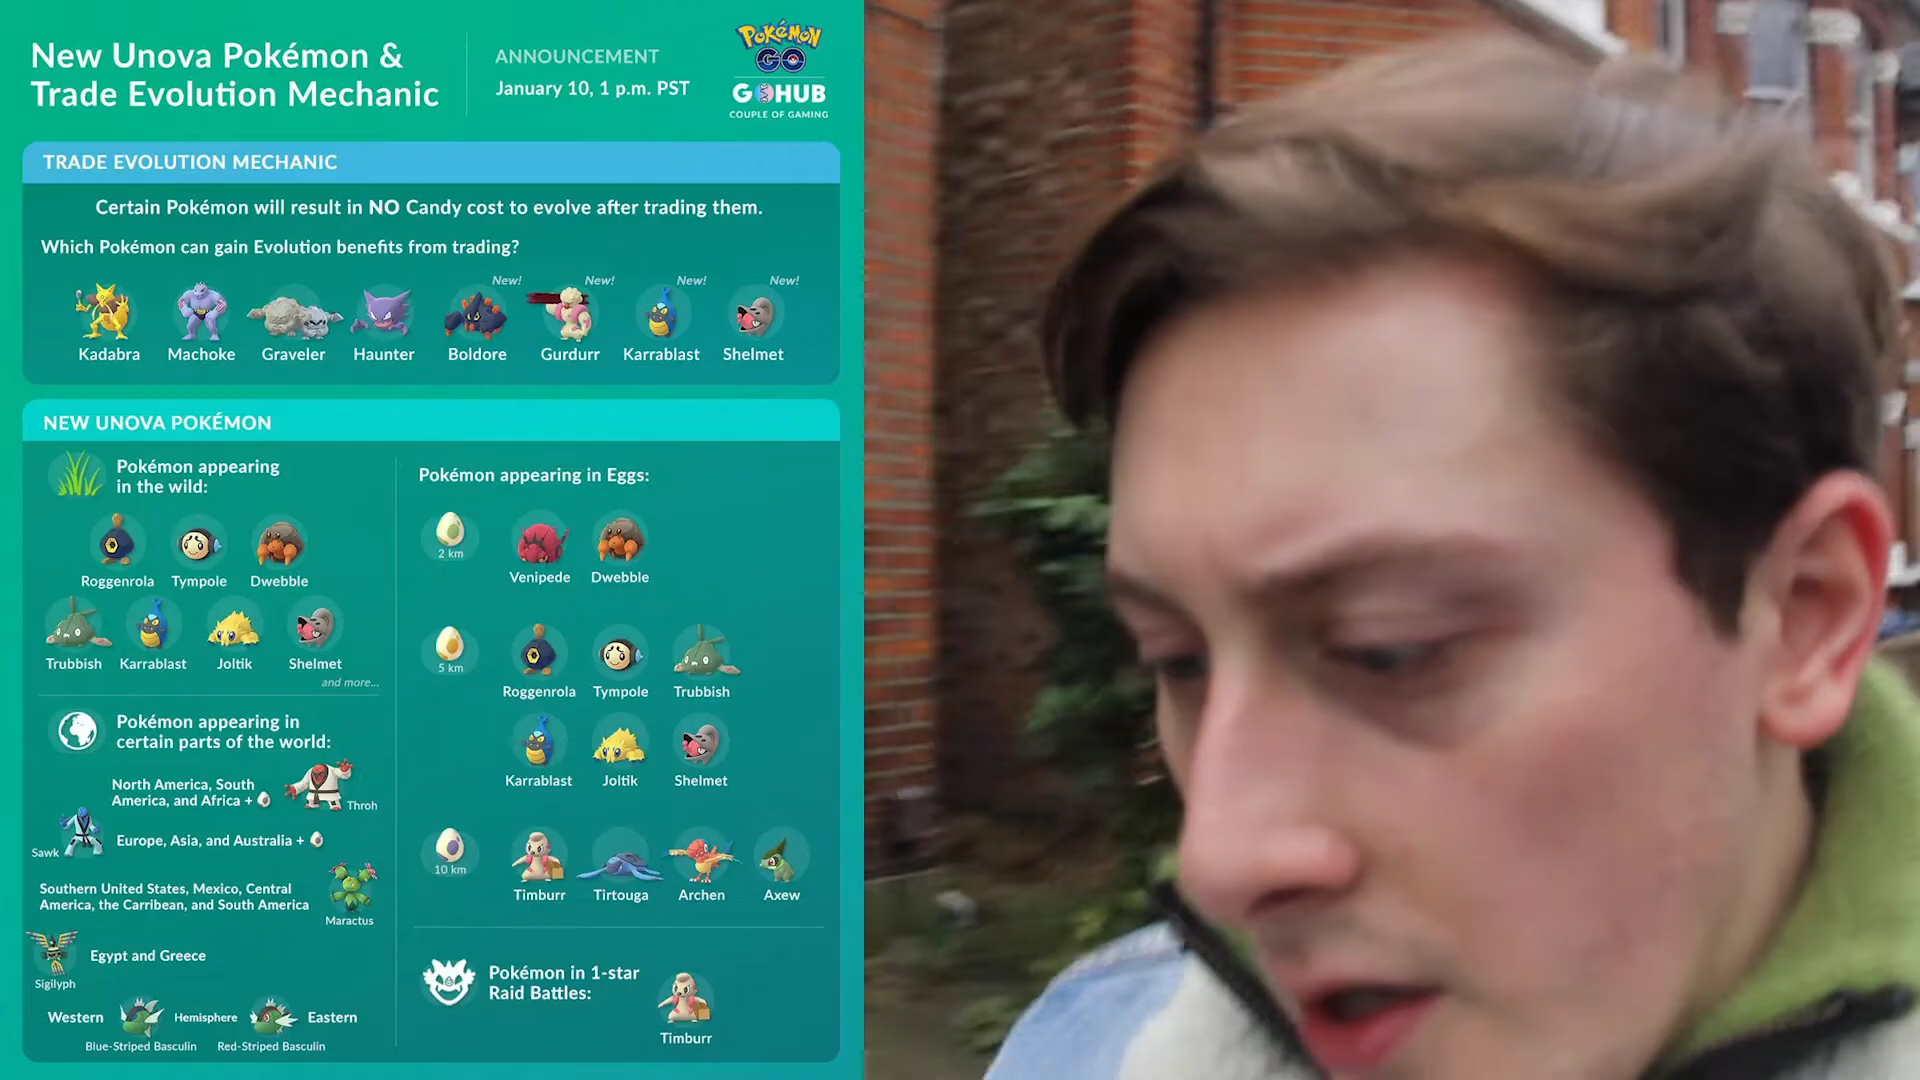 New Unova Pokémon &
Trade Evolution Mechanic
ANNOUNCEMENT
January 10, 1 p.m. PST
POKéMON
GO
GOHUB
COUPLE OF GAMING
TRADE EVOLUTION MECHANIC
Certain Pokémon will result in NO Candy cost to evolve after trading them.
Which Pokémon can gain Evolution benefits from trading?
New! New! New! New!
Kadabra Machoke Graveler Haunter Boldore Gurdurr Karrablast Shelmet
NEW UNOVA POKÉMON
Pokémon appearing
in the wild:
Roggenrola Tympole Dwebble
Trubbish Karrablast Joltik Shelmet
and more...
Pokémon appearing in
certain parts of the world:
North America, South
America, and Africa +
Throh
Sawk
Europe, Asia, and Australia +
Southern United States, Mexico, Central
America, the Carribean, and South America
Maractus
Egypt and Greece
Sigilyph
Western Hemisphere Eastern
Blue-Striped Basculin Red-Striped Basculin
Pokémon appearing in Eggs:
2 km
Venipede Dwebble
5 km
Roggenrola Tympole Trubbish
Karrablast Joltik Shelmet
10 km
Timburr Tirtouga Archen Axew
Pokémon in 1-star
Raid Battles:
Timburr